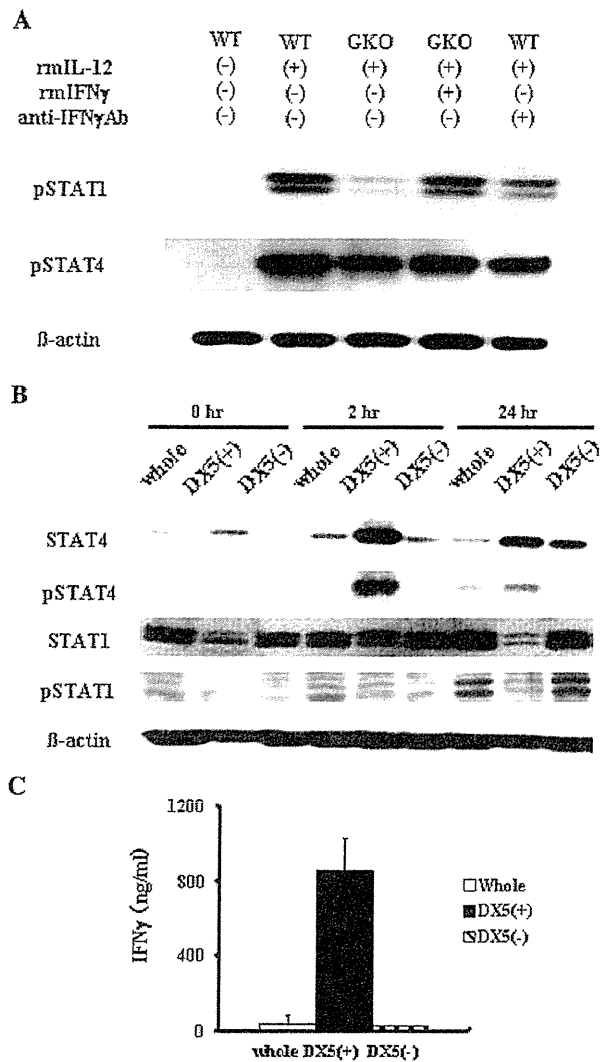 A
WT WT GKO GKO WT
rmIL-12 (-) (+) (+) (+) (+)
rmIFNγ (-) (-) (-) (+) (-)
anti-IFNγAb (-) (-) (-) (-) (+)
pSTAT1
pSTAT4
ß-actin
B
0 hr 2 hr 24 hr
whole DX5(+) DX5(-) whole DX5(+) DX5(-) whole DX5(+) DX5(-)
STAT4
pSTAT4
STAT1
pSTAT1
ß-actin
C
IFNγ (ng/ml)
1200
800
400
0
Whole
DX5(+)
DX5(-)
whole DX5(+) DX5(-)